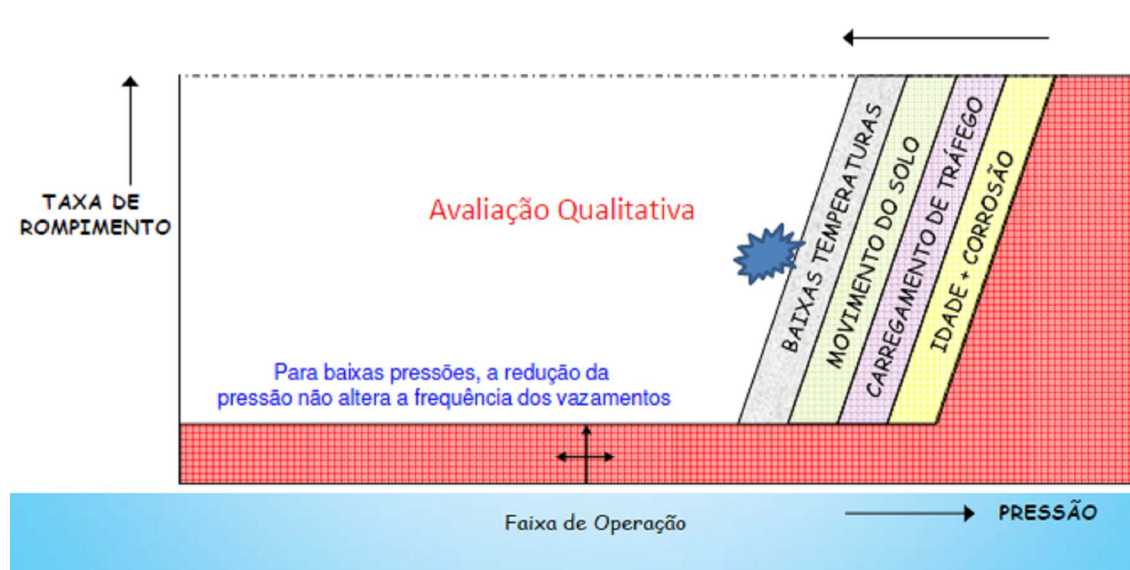 TAXA DE
ROMPIMENTO
Avaliação Qualitativa
BAIXAS TEMPERATURAS
MOVIMENTO DO SOLO
CARREGAMENTO DE TRÁFEGO
IDADE + CORROSÃO
Para baixas pressões, a redução da
pressão não altera a frequência dos vazamentos
Faixa de Operação
PRESSÃO